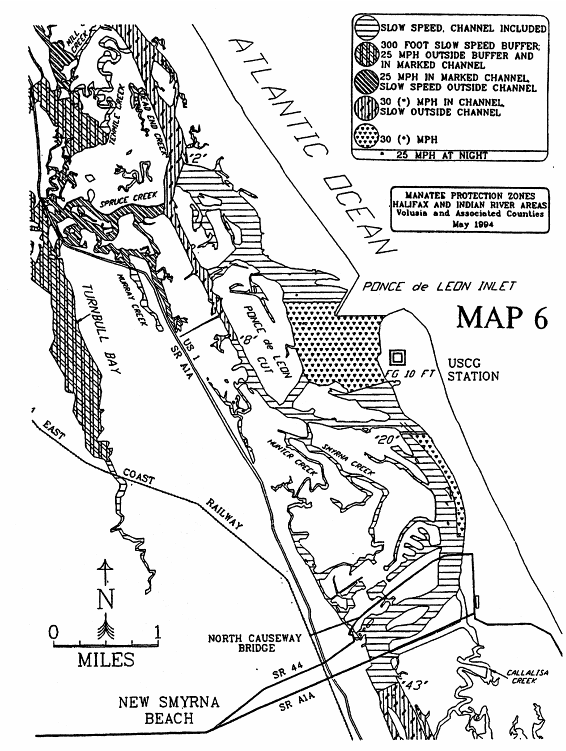 SLOW SPEED, CHANNEL INCLUDED
300 FOOT SLOW SPEED BUFFER;
25 MPH OUTSIDE BUFFER AND
IN MARKED CHANNEL
25 MPH IN MARKED CHANNEL,
SLOW SPEED OUTSIDE CHANNEL
30 (*) MPH IN CHANNEL
SLOW OUTSIDE CHANNEL
30 (*) MPH
* 25 MPH AT NIGHT
MANATEE PROTECTION ZONES
HALIFAX AND INDIAN RIVER AREAS
Volusia and Associated Counties
May 1994
ATLANTIC OCEAN
MILL
CREEK
DEAD END CREEK
"2"
SPRUCE CREEK
PONCE de LEON INLET
MAP 6
MURRAY CREEK
TURNBULL BAY
US 1
SR A1A
PONCE de LEON
CUT
"8"
FG 10 FT
USCG
STATION
"20"
HUNTER CREEK
SMYRNA CREEK
EAST
COAST
RAILWAY
N
0 1
MILES
NORTH CAUSEWAY
BRIDGE
SR 44
SR A1A
NEW SMYRNA
BEACH
"43"
CALLALISA
CREEK